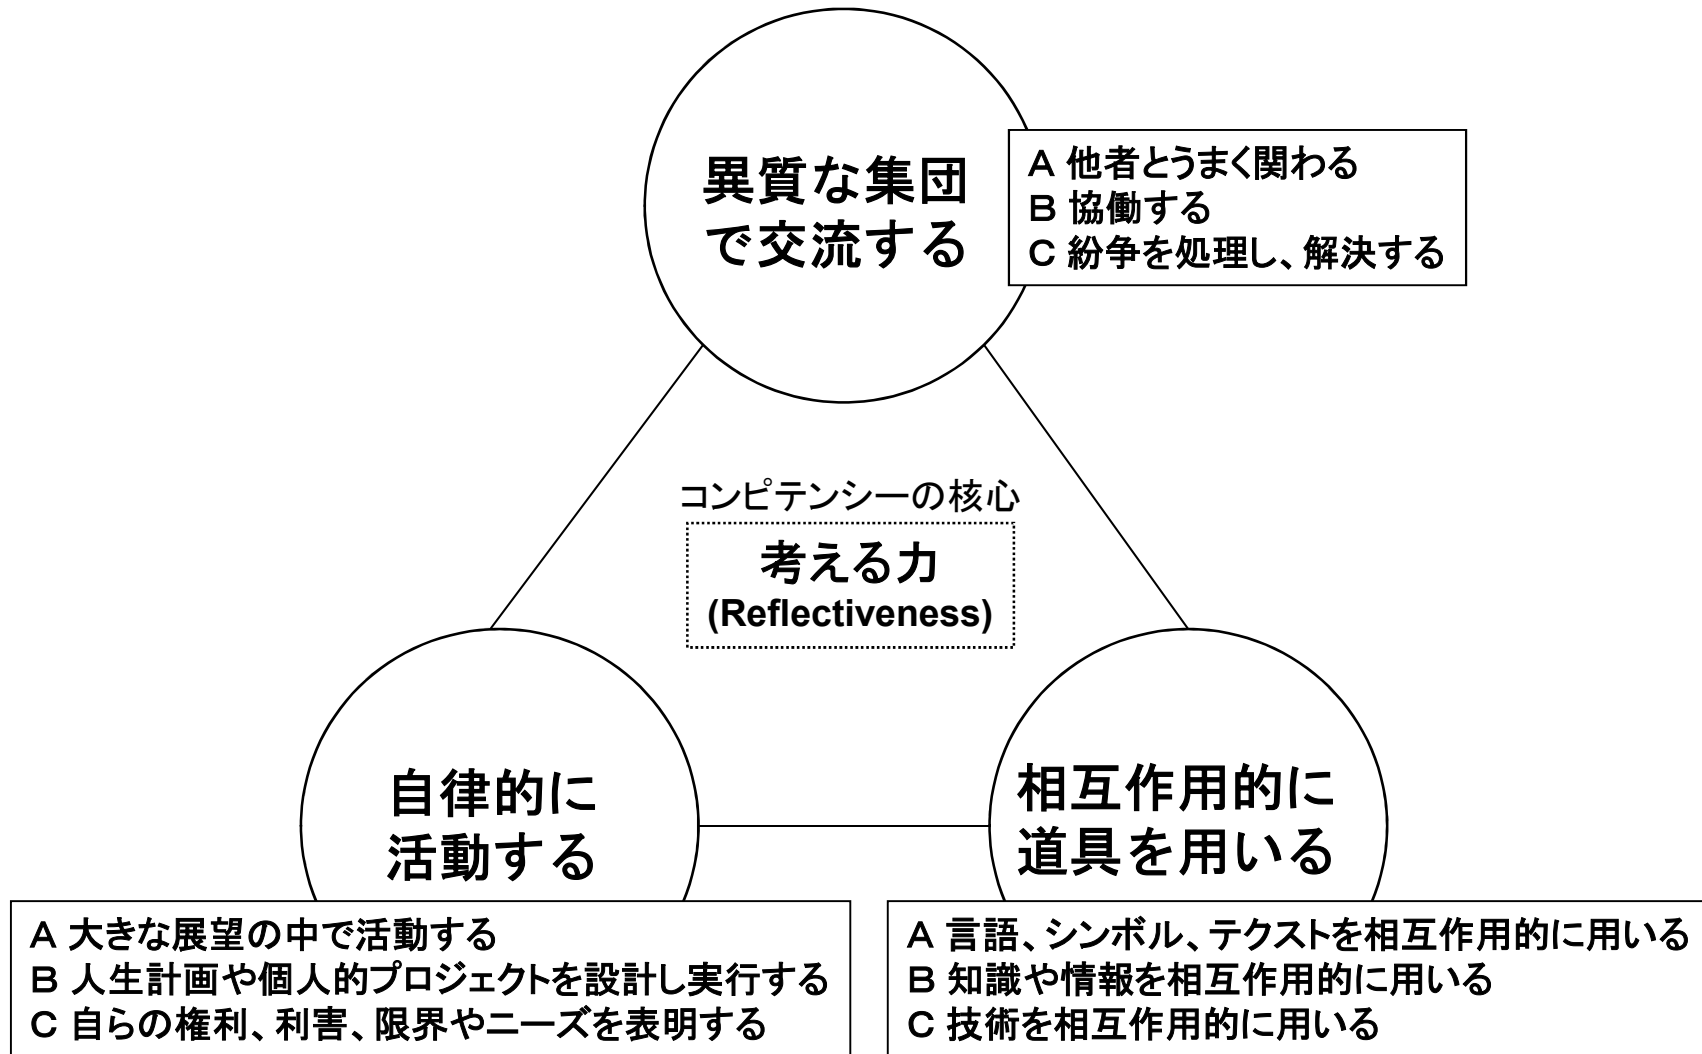 異質な集団
で交流する
A 他者とうまく関わる
B 協働する
C 紛争を処理し、解決する
コンピテンシーの核心
考える力
(Reflectiveness)
自律的に
活動する
A 大きな展望の中で活動する
B 人生計画や個人的プロジェクトを設計し実行する
C 自らの権利、利害、限界やニーズを表明する
相互作用的に
道具を用いる
A 言語、シンボル、テクストを相互作用的に用いる
B 知識や情報を相互作用的に用いる
C 技術を相互作用的に用いる